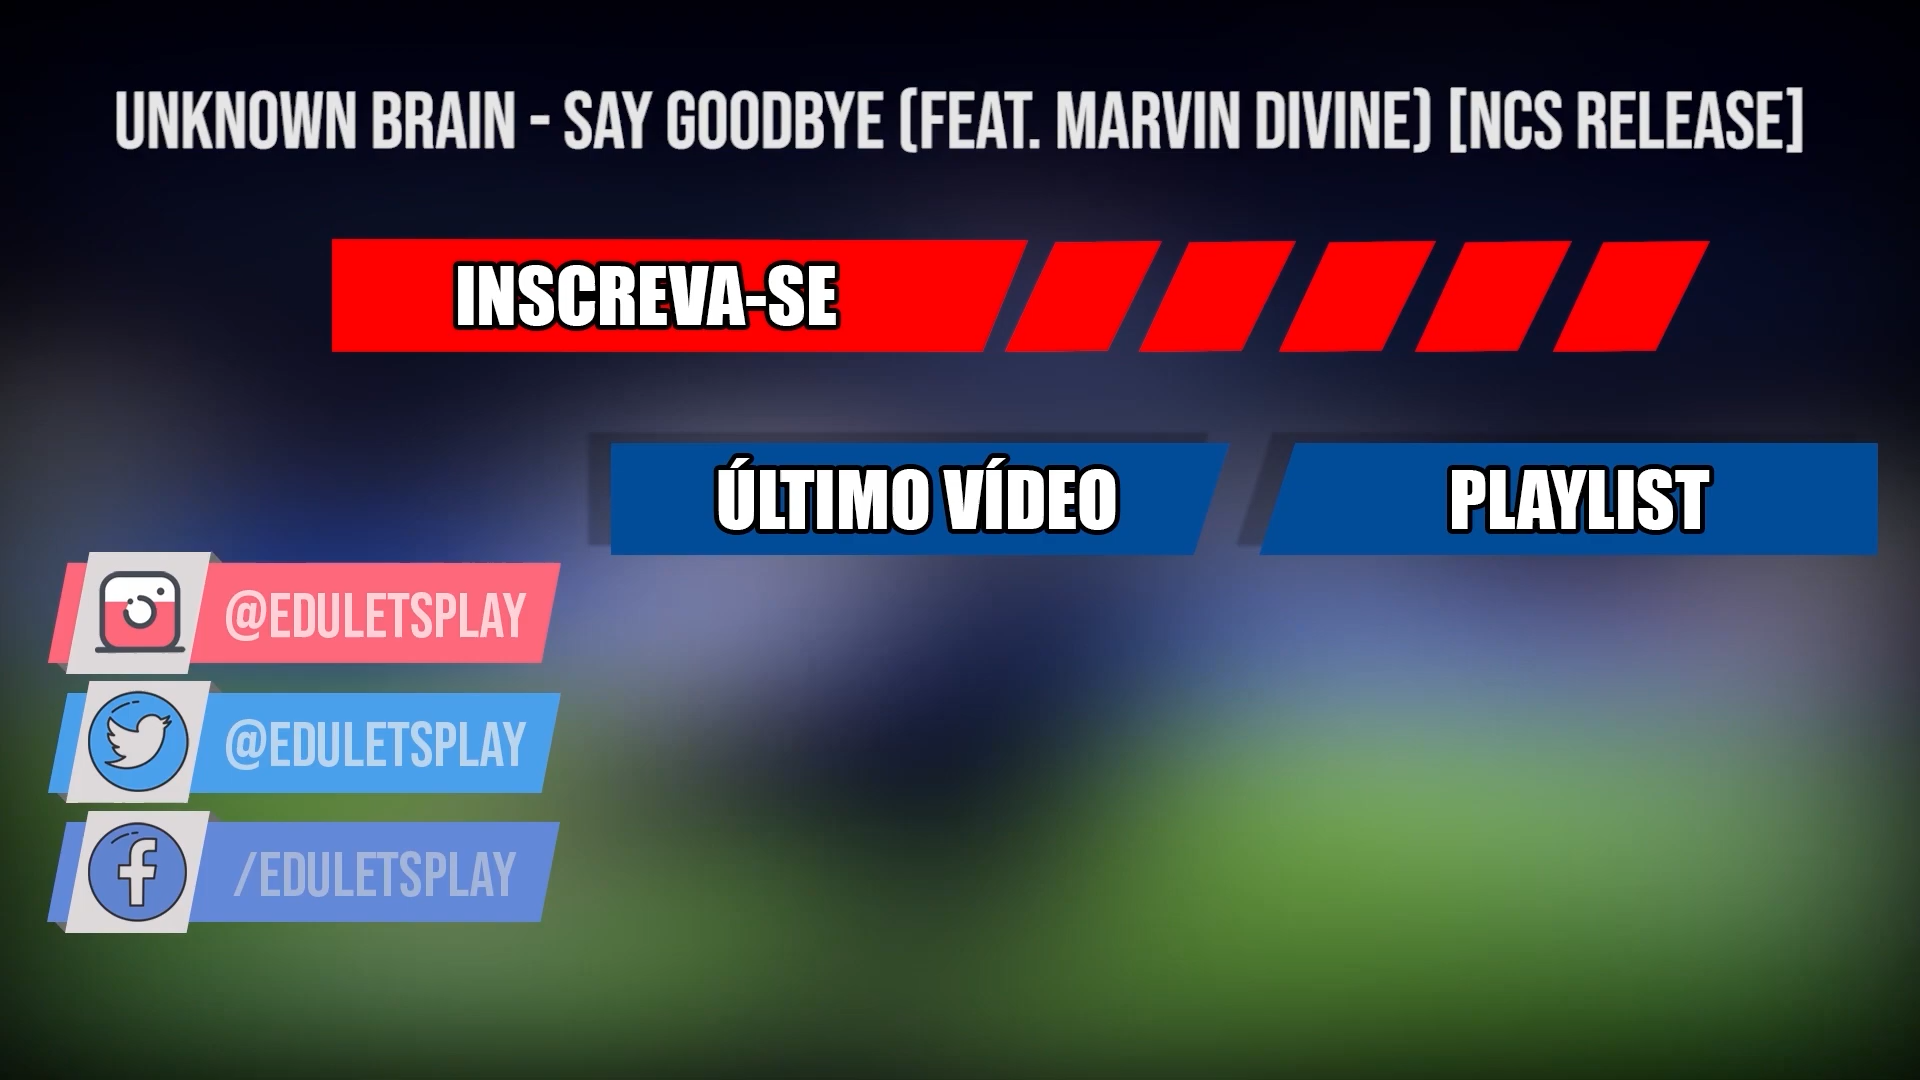 UNKNOWN BRAIN - SAY GOODBYE (FEAT. MARVIN DIVINE) [NCS RELEASE]
INSCREVA-SE
ÚLTIMO VÍDEO
PLAYLIST
@EDULETSPLAY
@EDULETSPLAY
/EDULETSPLAY